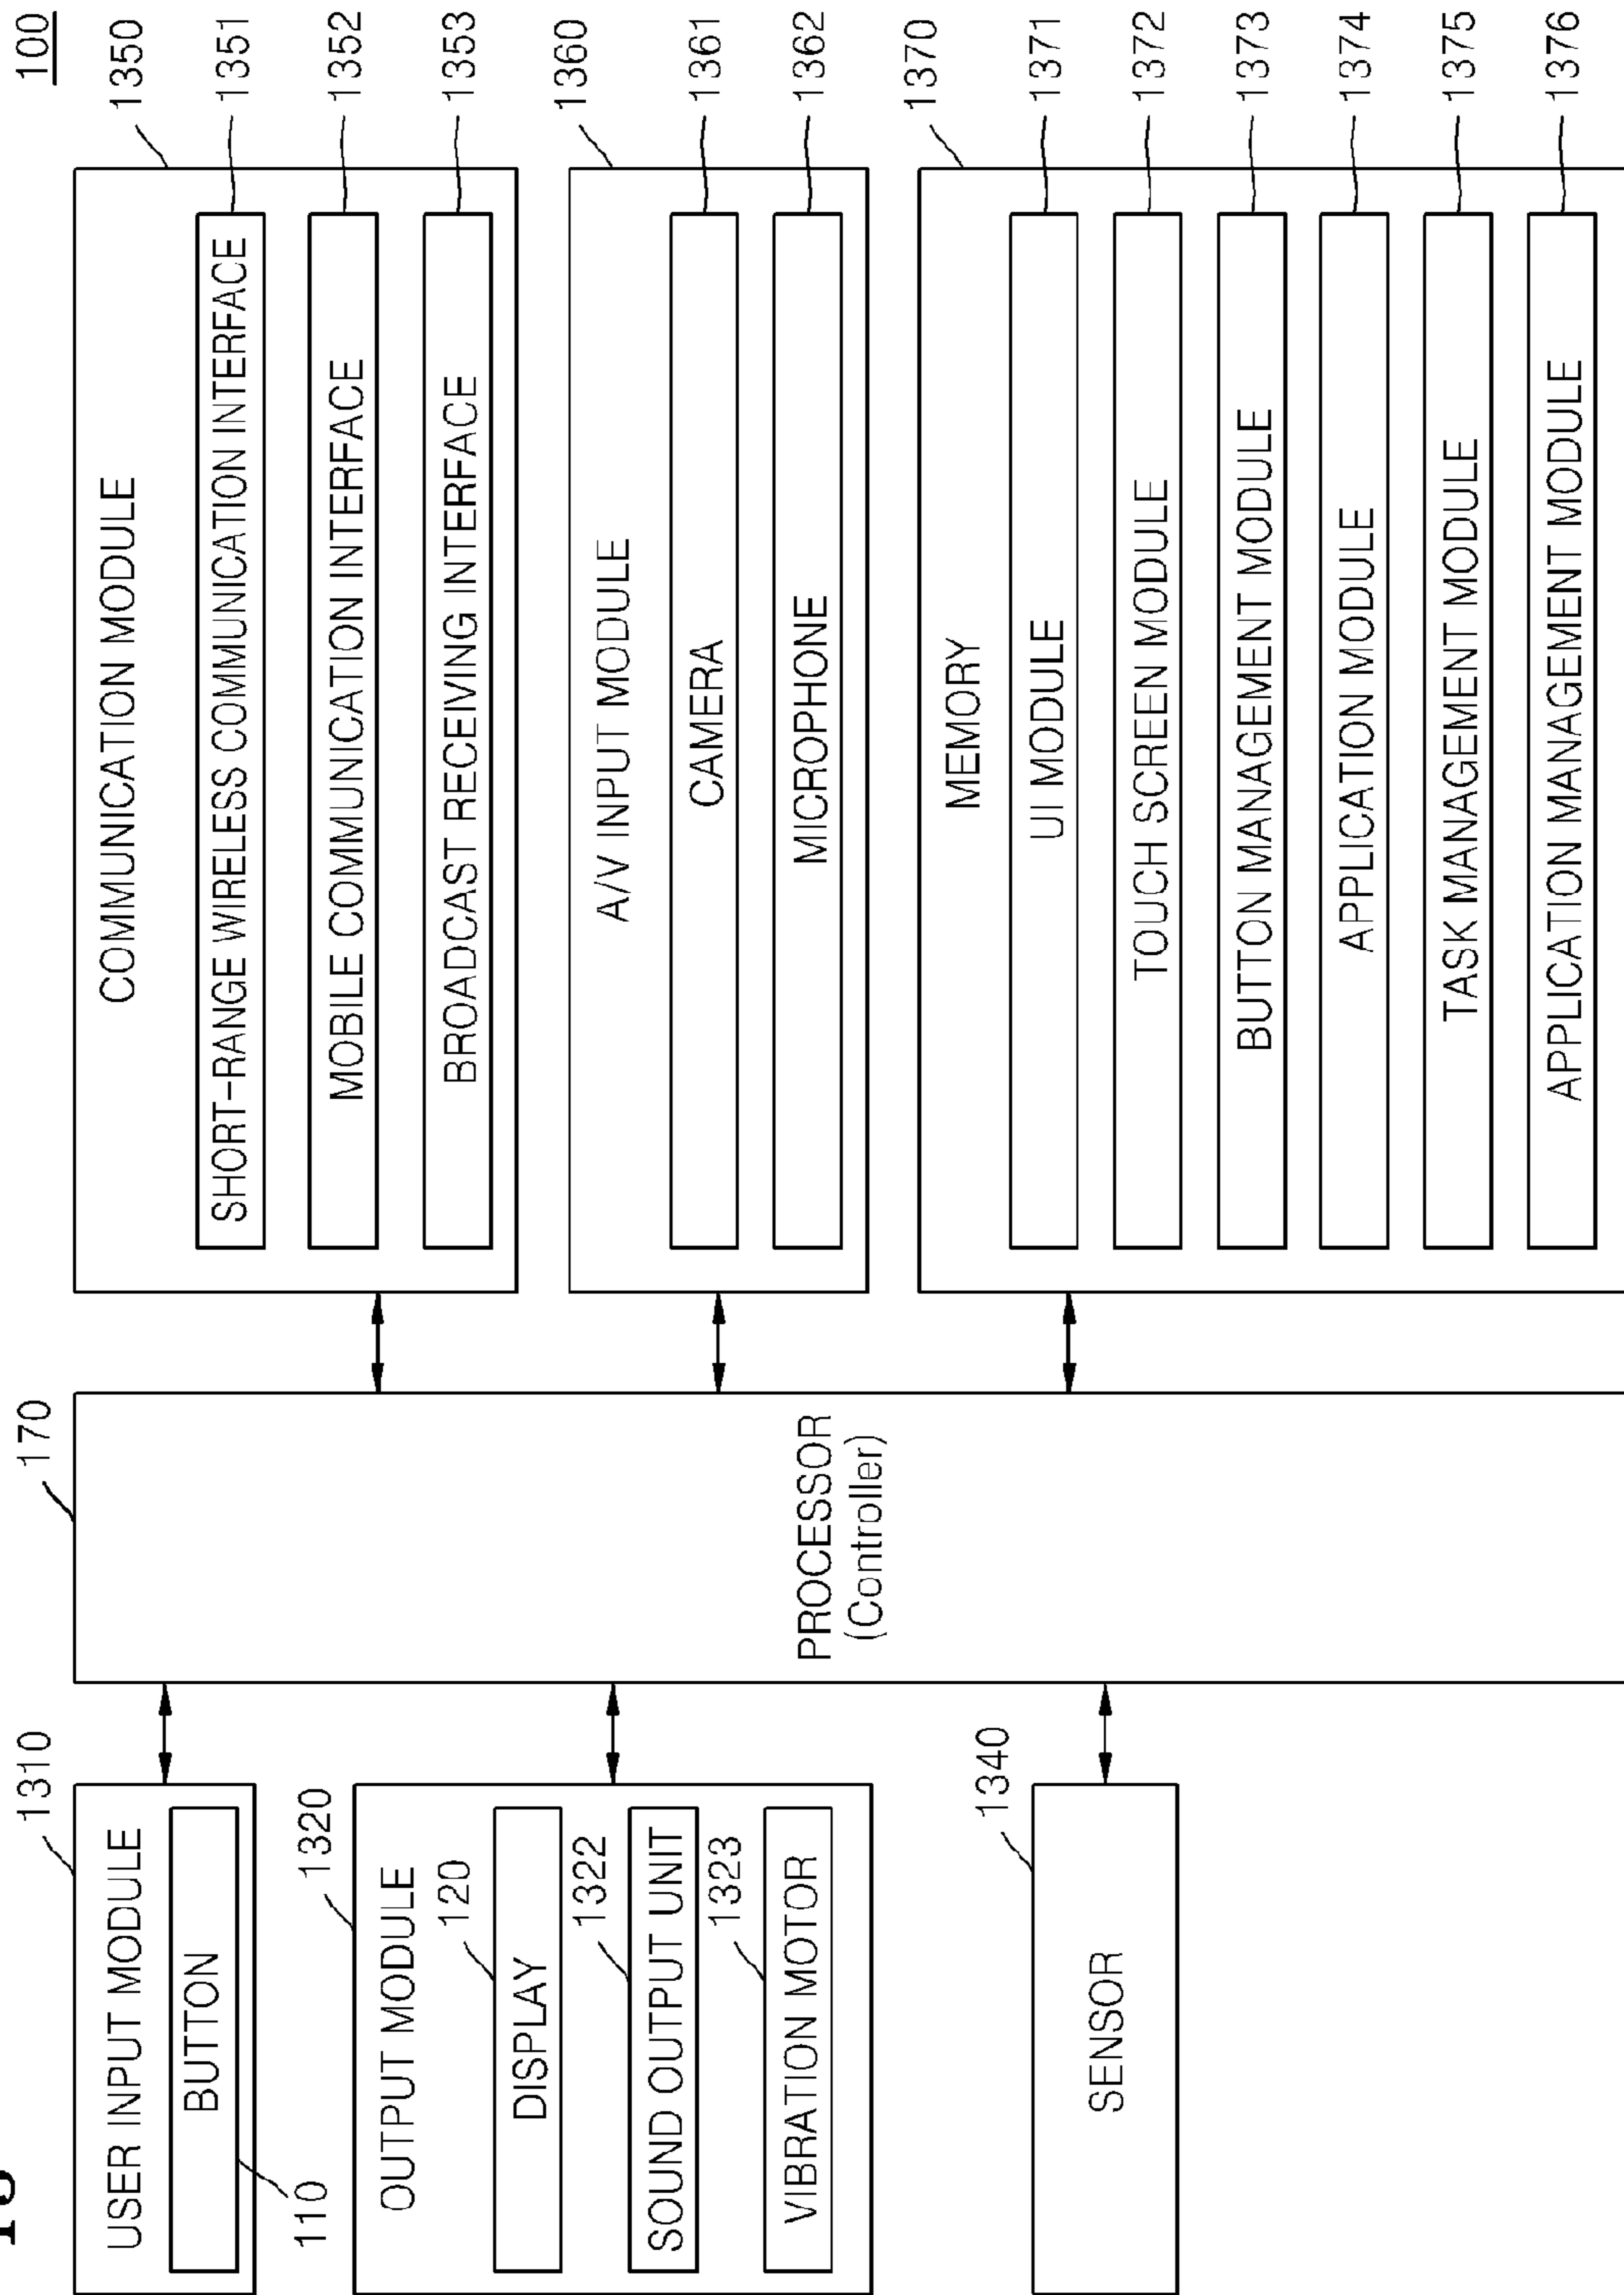 100
USER INPUT MODULE
1310
BUTTON
110
OUTPUT MODULE
1320
DISPLAY
120
SOUND OUTPUT UNIT
1322
VIBRATION MOTOR
1323
SENSOR
1340
PROCESSOR
(Controller)
170
COMMUNICATION MODULE
1350
SHORT-RANGE WIRELESS COMMUNICATION INTERFACE
1351
MOBILE COMMUNICATION INTERFACE
1352
BROADCAST RECEIVING INTERFACE
1353
A/V INPUT MODULE
1360
CAMERA
1361
MICROPHONE
1362
MEMORY
1370
UI MODULE
1371
TOUCH SCREEN MODULE
1372
BUTTON MANAGEMENT MODULE
1373
APPLICATION MODULE
1374
TASK MANAGEMENT MODULE
1375
APPLICATION MANAGEMENT MODULE
1376